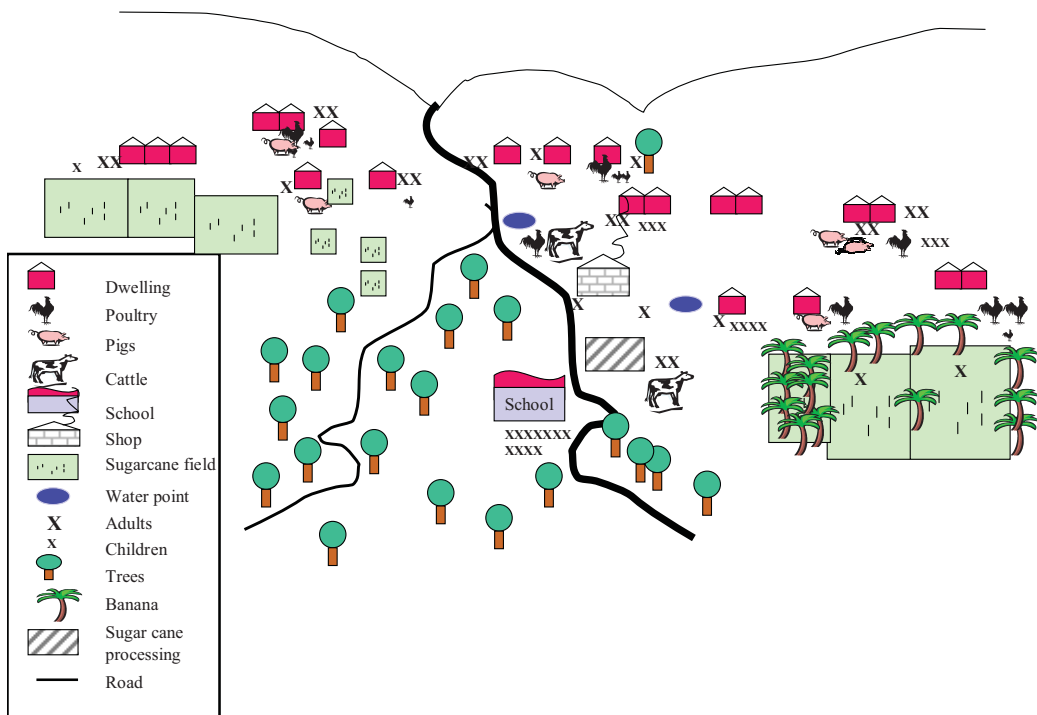 XX
x XX
XX
X
X
X
XX
XX
xxx
XX
XX
xxx
X
X
X
xxxx
XX
X
X
School
xxxxxxx
xxxx
Dwelling
Poultry
Pigs
Cattle
School
Shop
Sugarcane field
Water point
X Adults
x Children
Trees
Banana
Sugar cane
processing
Road